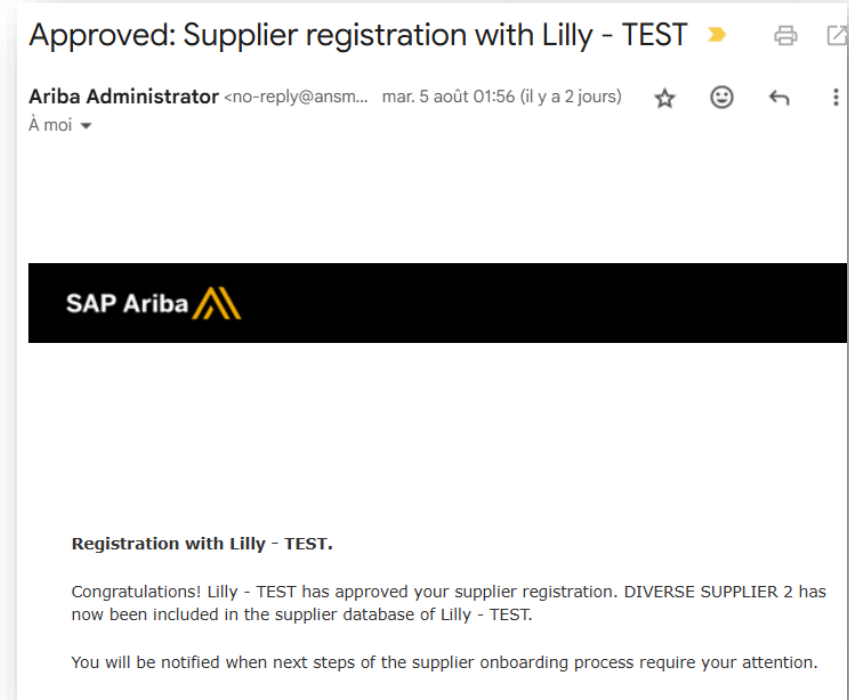 Approved: Supplier registration with Lilly - TEST
Ariba Administrator <no-reply@ansm... mar. 5 août 01:56 (il y a 2 jours)
À moi
SAP Ariba
Registration with Lilly - TEST.
Congratulations! Lilly - TEST has approved your supplier registration. DIVERSE SUPPLIER 2 has
now been included in the supplier database of Lilly - TEST.
You will be notified when next steps of the supplier onboarding process require your attention.